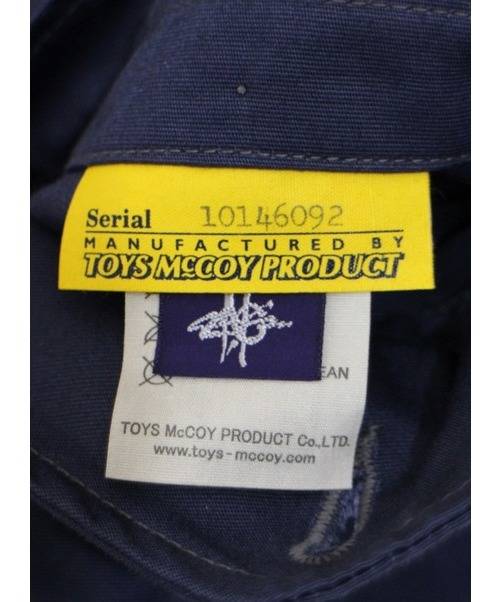 Serial 10146092
MANUFACTURED BY
TOYS McCOY PRODUCT
EAN
TOYS McCOY PRODUCT Co.,LTD.
www.toys-mccoy.com